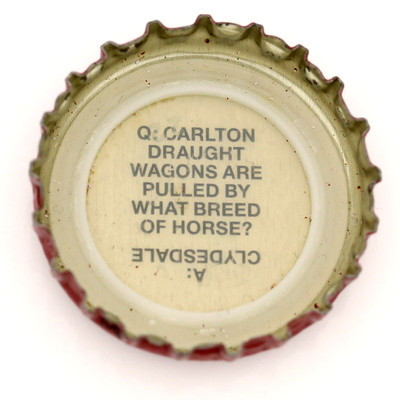 Q: CARLTON
DRAUGHT
WAGONS ARE
PULLED BY
WHAT BREED
OF HORSE?
A:
CLYDESDALE